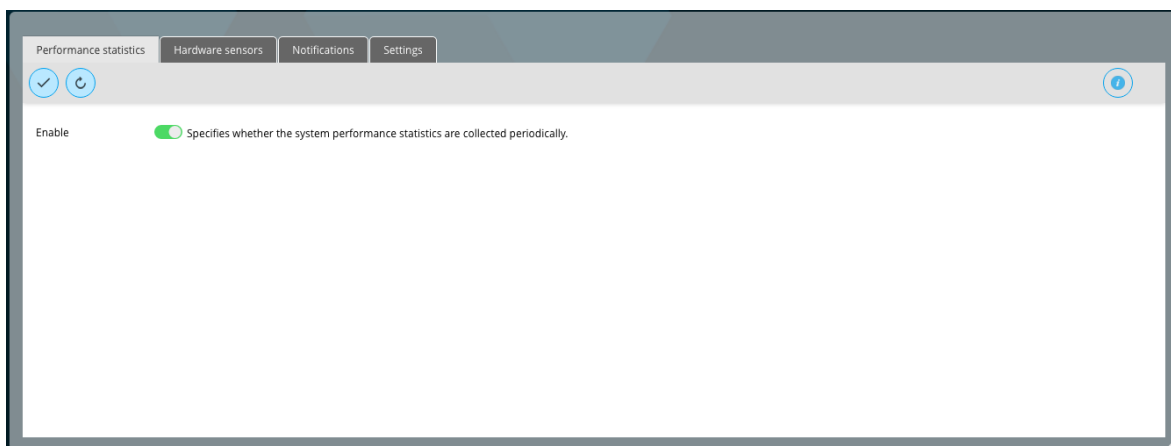 Performance statistics Hardware sensors Notifications Settings
Enable Specifies whether the system performance statistics are collected periodically.